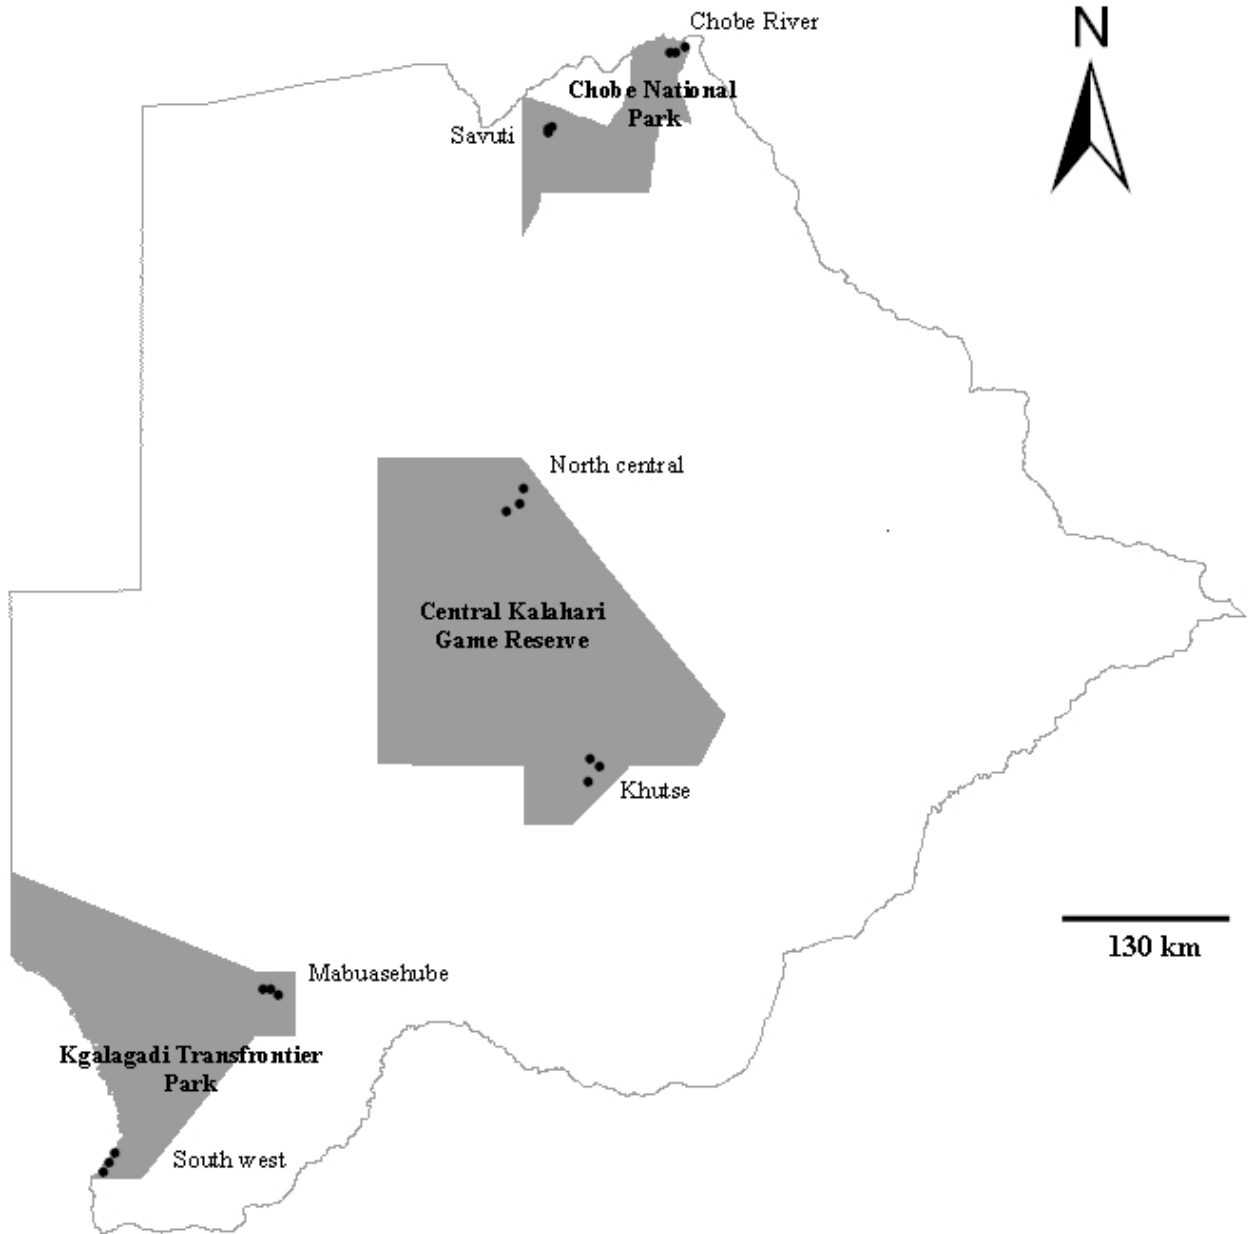 Chobe River
N
Chobe National
Park
Savuti
North central
Central Kalahari
Game Reserve
Khutse
130 km
Mabuasehube
Kgalagadi Transfrontier
Park
South west